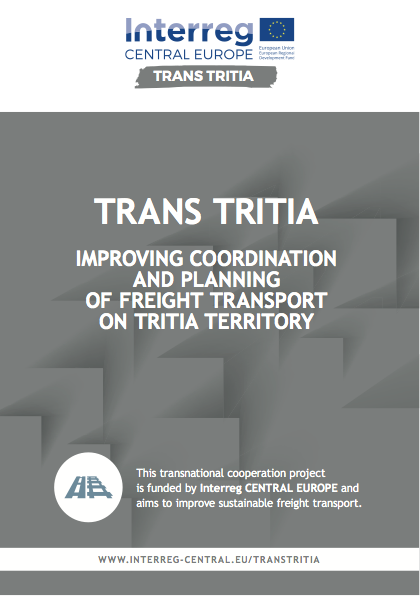 Interreg
CENTRAL EUROPE
European Union
European Regional
Development Fund
TRANS TRITIA
TRANS TRITIA
IMPROVING COORDINATION
AND PLANNING
OF FREIGHT TRANSPORT
ON TRITIA TERRITORY
This transnational cooperation project
is funded by Interreg CENTRAL EUROPE and
aims to improve sustainable freight transport.
WWW.INTERREG-CENTRAL.EU/TRANSTRITIA